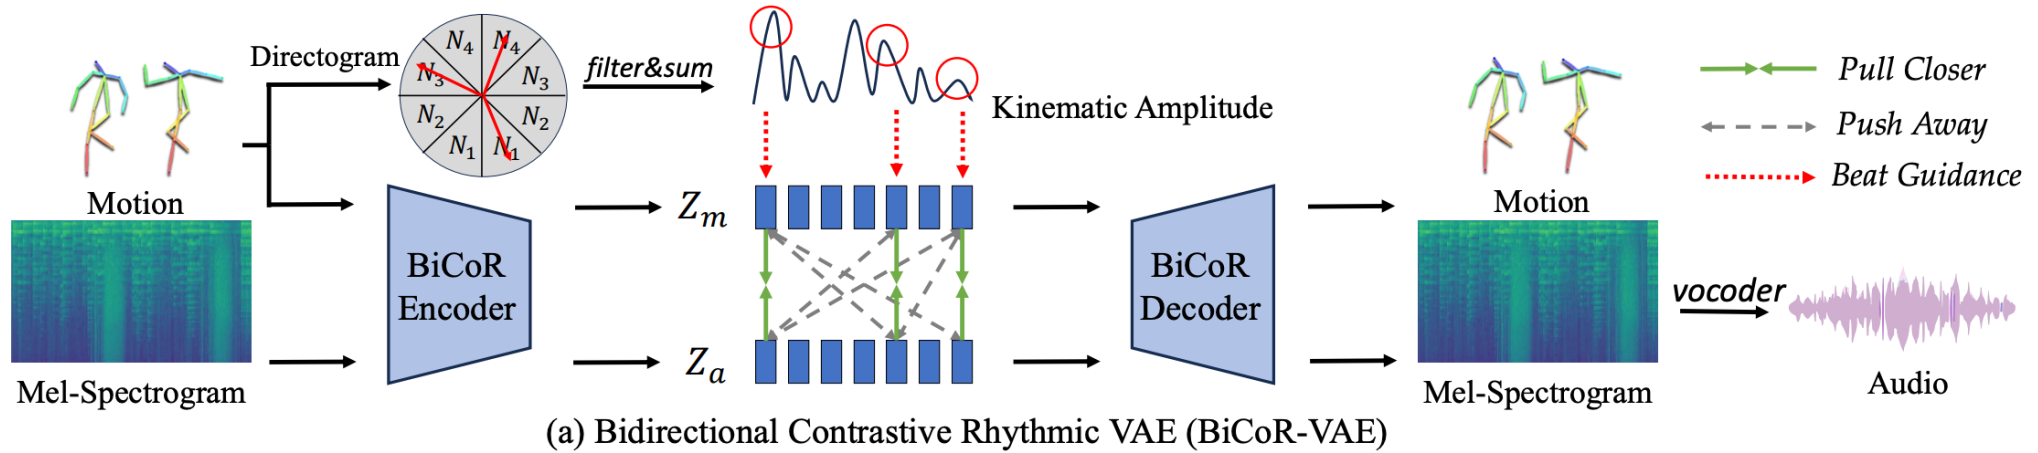 Directogram
N₄
N₄
N₃
N₃
N₂
N₂
N₁
N₁
filter&sum
Kinematic Amplitude
Pull Closer
Push Away
Beat Guidance
Motion
Mel-Spectrogram
BiCoR
Encoder
Zₘ
Zₐ
BiCoR
Decoder
Motion
Mel-Spectrogram
vocoder
Audio
(a) Bidirectional Contrastive Rhythmic VAE (BiCoR-VAE)